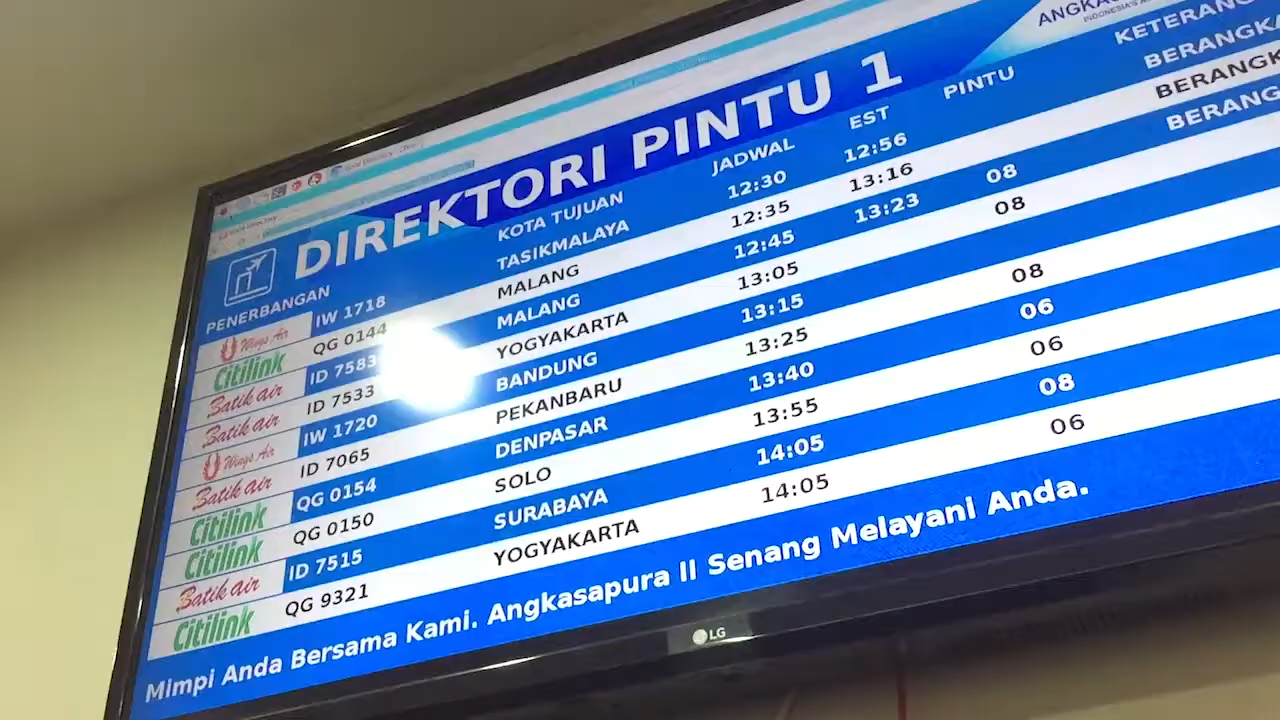 ANGKAS
INDONESIA'S A
DIREKTORI PINTU 1
PENERBANGAN KOTA TUJUAN JADWAL EST PINTU KETERANG
Wings Air IW 1718 TASIKMALAYA 12:30 12:56 BERANGKA
Citilink QG 0144 MALANG 12:35 13:16 BERANGK
Batik air ID 7583 MALANG 12:45 13:23 08 BERANG
Batik air ID 7533 YOGYAKARTA 13:05 08
Wings Air IW 1720 BANDUNG 13:15
Batik air ID 7065 PEKANBARU 13:25 08
Citilink QG 0154 DENPASAR 13:40 06
Citilink QG 0150 SOLO 13:55 06
Batik air ID 7515 SURABAYA 14:05 08
Citilink QG 9321 YOGYAKARTA 14:05 06
Mimpi Anda Bersama Kami. Angkasapura II Senang Melayani Anda.
LG